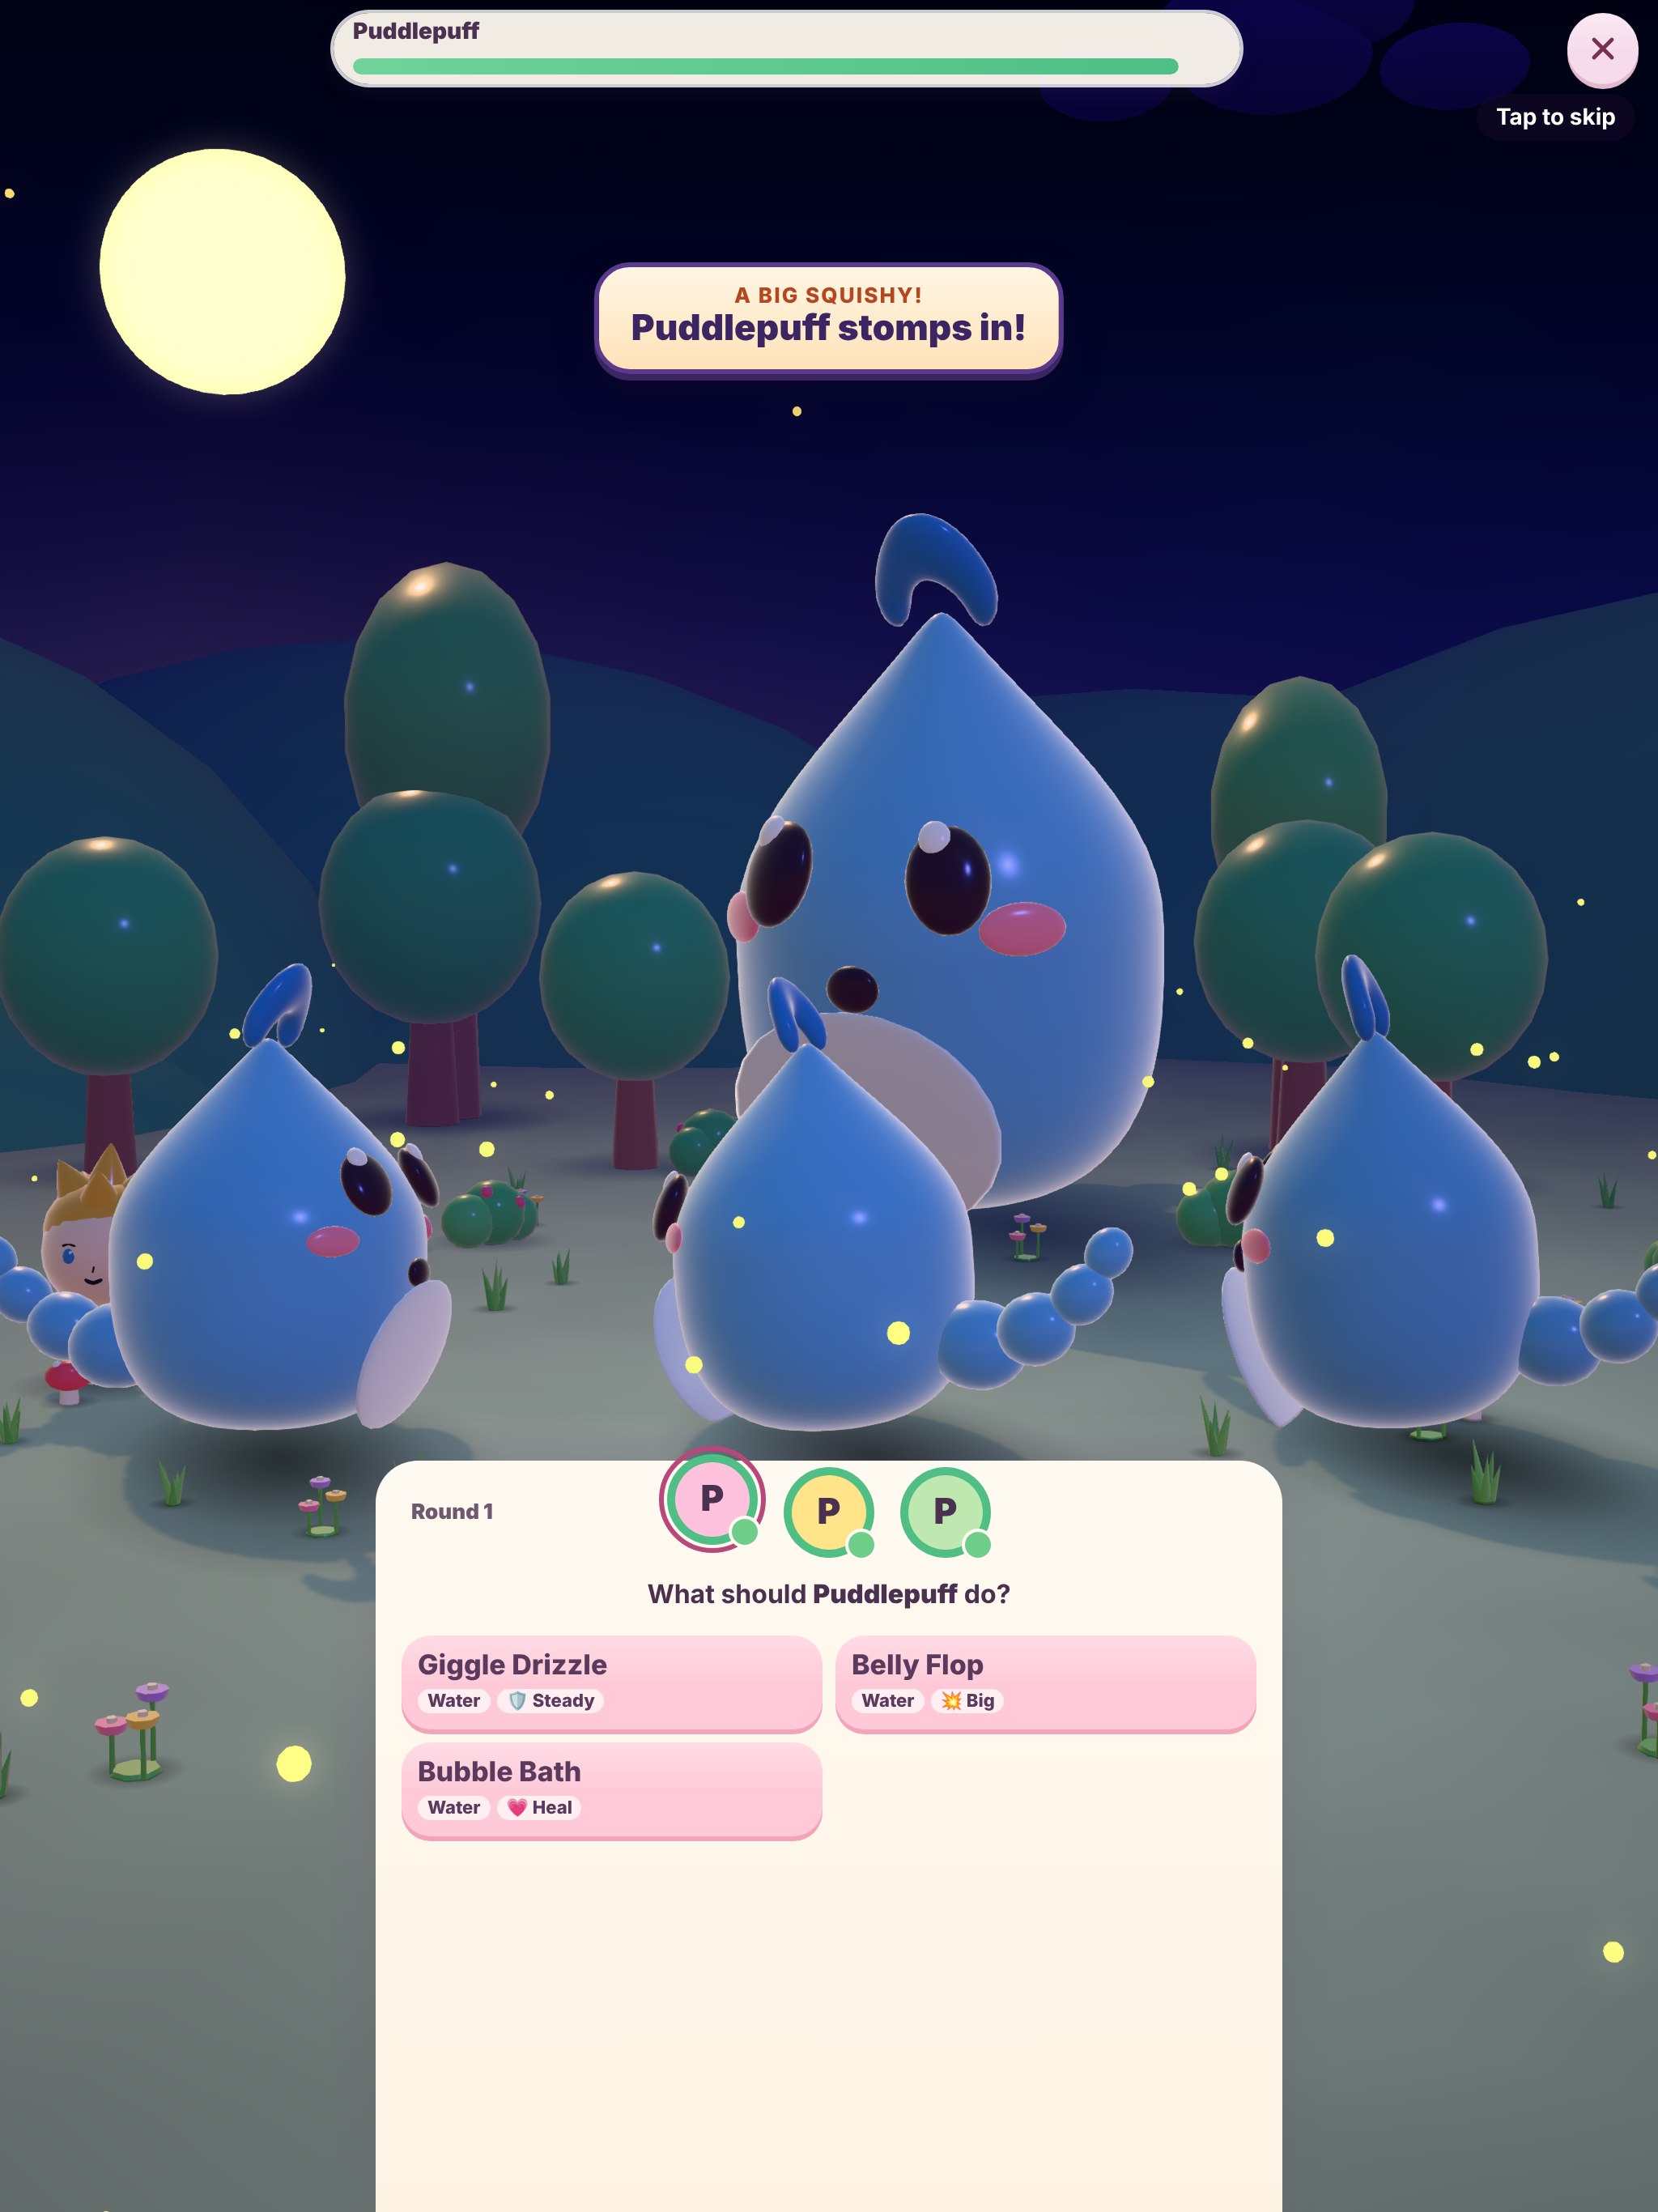 Puddlepuff
Tap to skip
A BIG SQUISHY!
Puddlepuff stomps in!
Round 1
P
P
P
What should Puddlepuff do?
Giggle Drizzle
Water 🛡️ Steady
Belly Flop
Water 💥 Big
Bubble Bath
Water 💗 Heal